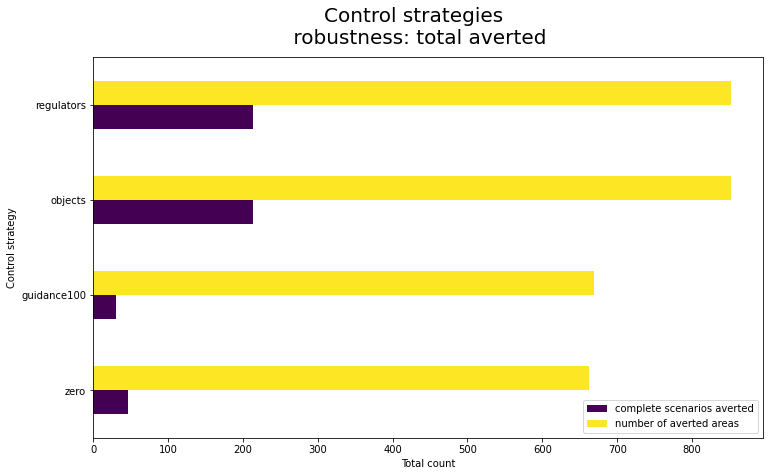 Control strategies
robustness: total averted
Control strategy
regulators
objects
guidance100
zero
complete scenarios averted
number of averted areas
0 100 200 300 400 500 600 700 800
Total count